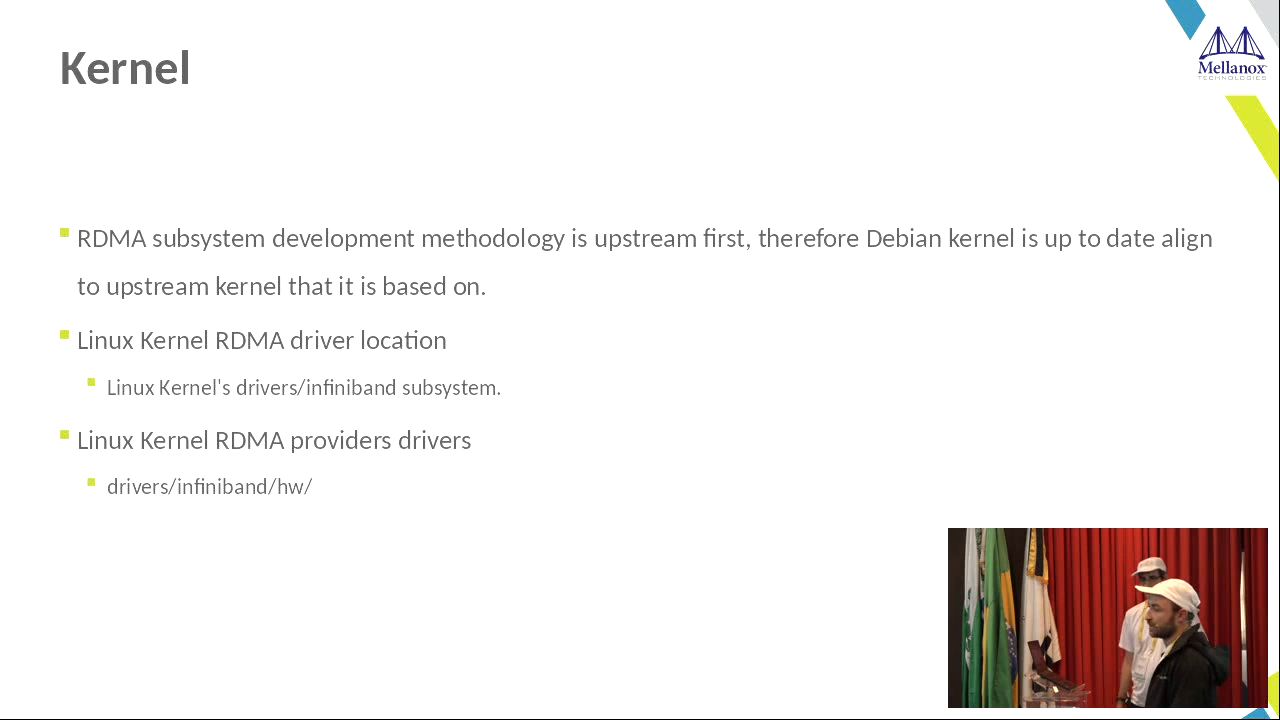 Kernel
Mellanox
TECHNOLOGIES
RDMA subsystem development methodology is upstream first, therefore Debian kernel is up to date align
to upstream kernel that it is based on.
Linux Kernel RDMA driver location
Linux Kernel's drivers/infiniband subsystem.
Linux Kernel RDMA providers drivers
drivers/infiniband/hw/